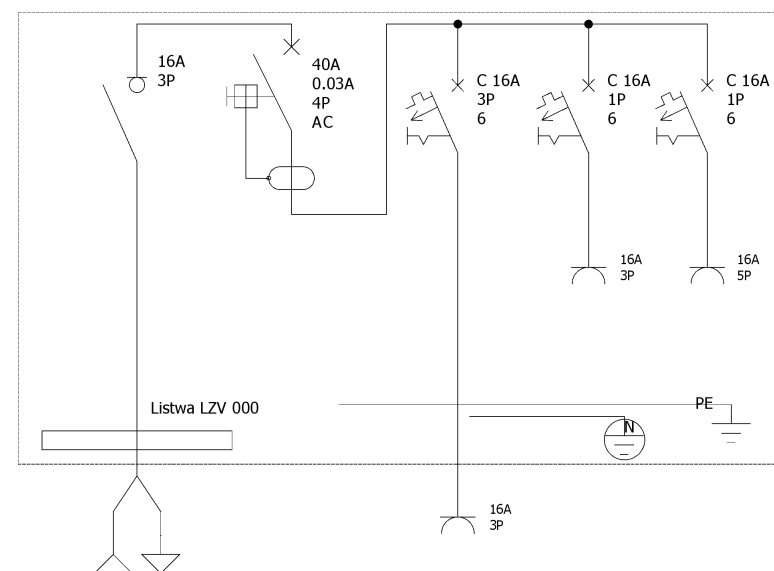 16A
3P
40A
0.03A
4P
AC
C 16A
3P
6
C 16A
1P
6
C 16A
1P
6
16A
3P
16A
5P
Listwa LZV 000
PE
N
16A
3P